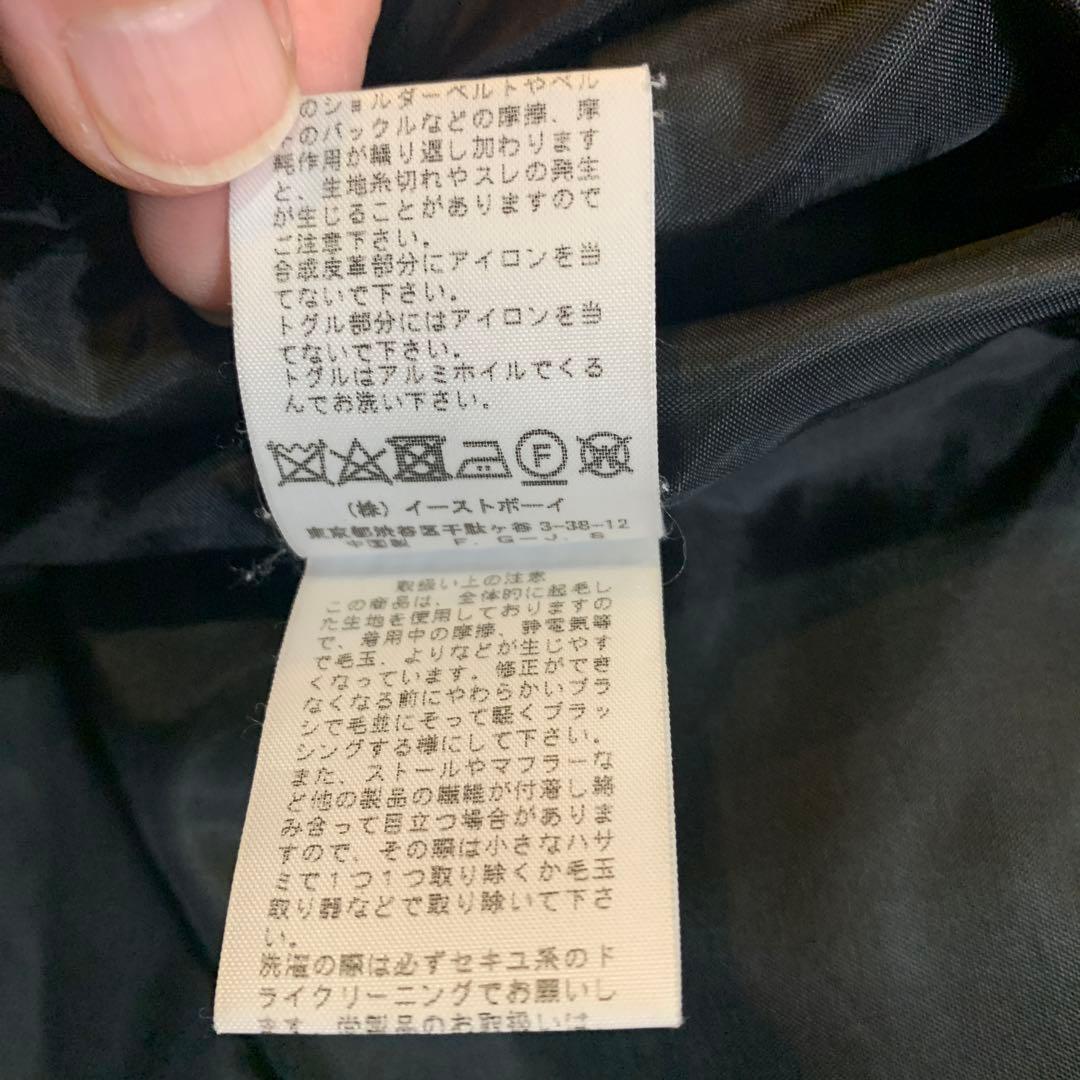 のショルダーベルトやベル
トのバックルなどの摩擦、摩
耗作用が繰り返し加わります
と、生地糸切れやスレの発生
が生じることがありますので
ご注意下さい。
合成皮革部分にアイロンを当
てないで下さい。
トグル部分にはアイロンを当
てないで下さい。
トグルはアルミホイルでくる
んでお洗い下さい。
F
(株)イーストボーイ
東京都渋谷区千駄ヶ谷3-38-12
中国製 F. G-J. S
取扱い上の注意
この商品は、全体的に起毛し
た生地を使用しておりますの
で、着用中の摩擦、静電気等
で毛玉、よりなどが生じやす
くなっています。修正ができ
なくなる前にやわらかいブラ
シで毛並にそって軽くブラッ
シングする様にして下さい。
また、ストールやマフラーな
ど他の製品の繊維が付着し絡
み合って目立つ場合がありま
すので、その際は小さなハサ
ミで1つ1つ取り除くか毛玉
取り器などで取り除いて下さ
い。
洗濯の際は必ずセキユ系のド
ライクリーニングでお願いし
ます。当製品のお取扱いは